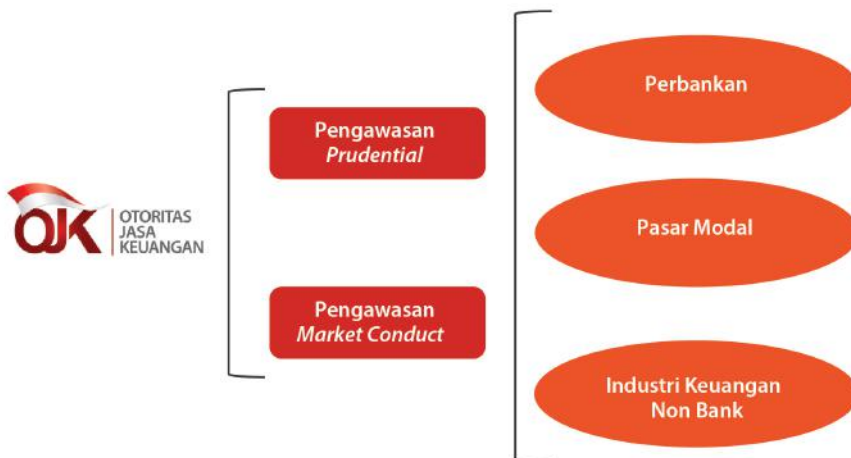 OJK
OTORITAS
JASA
KEUANGAN
Pengawasan
Prudential
Pengawasan
Market Conduct
Perbankan
Pasar Modal
Industri Keuangan
Non Bank